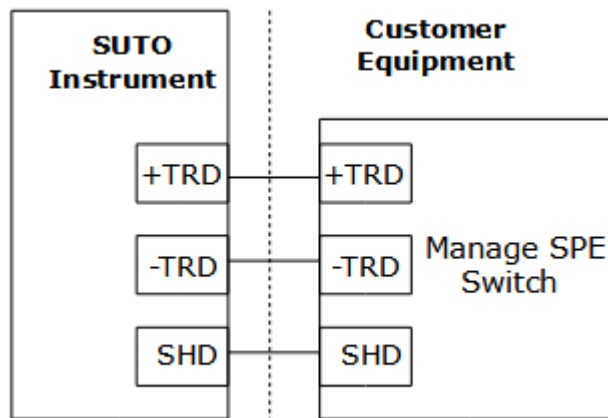 SUTO
Instrument
Customer
Equipment
+TRD
+TRD
-TRD
-TRD
Manage SPE
Switch
SHD
SHD